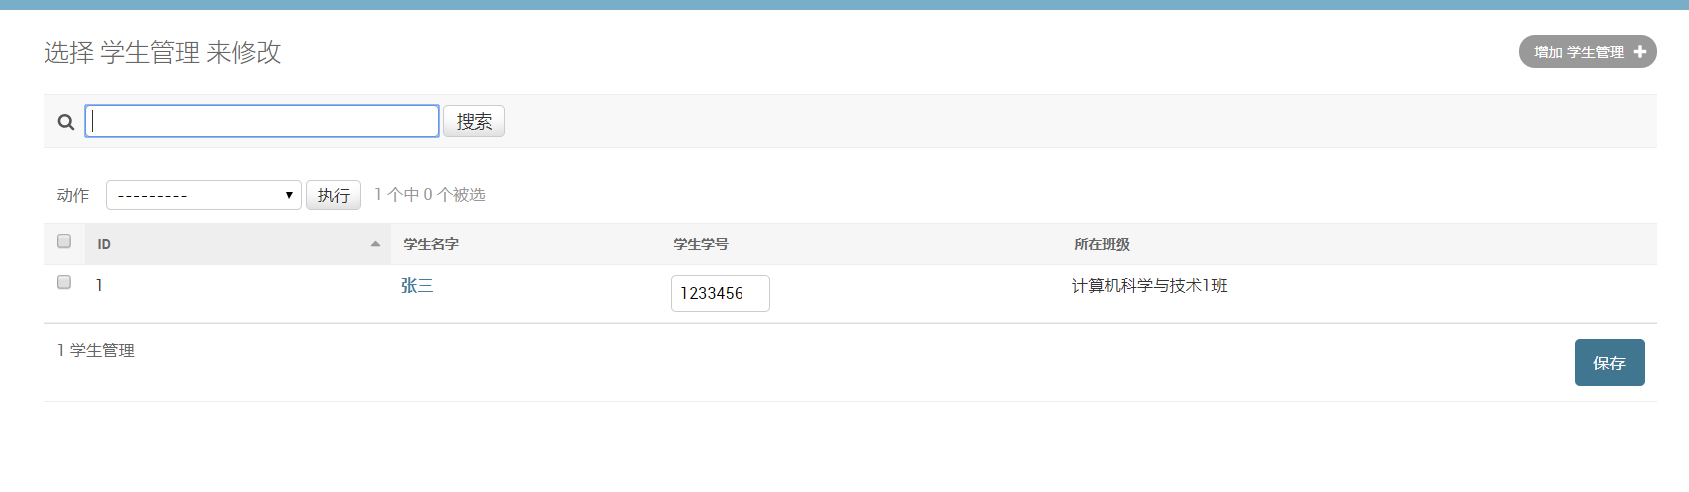 选择 学生管理 来修改
增加 学生管理
搜索
动作 --------- 执行 1 个中 0 个被选
ID 学生名字 学生学号 所在班级
1 张三 1233456 计算机科学与技术1班
1 学生管理
保存